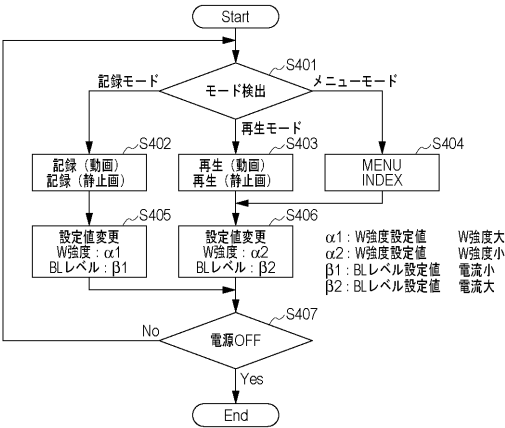 Start
S401
モード検出
記録モード
メニューモード
再生モード
S402
記録（動画）
記録（静止画）
S403
再生（動画）
再生（静止画）
S404
MENU
INDEX
S405
設定値変更
W強度：α1
BLレベル：β1
S406
設定値変更
W強度：α2
BLレベル：β2
α1：W強度設定値 W強度大
α2：W強度設定値 W強度小
β1：BLレベル設定値 電流小
β2：BLレベル設定値 電流大
S407
電源OFF
No
Yes
End